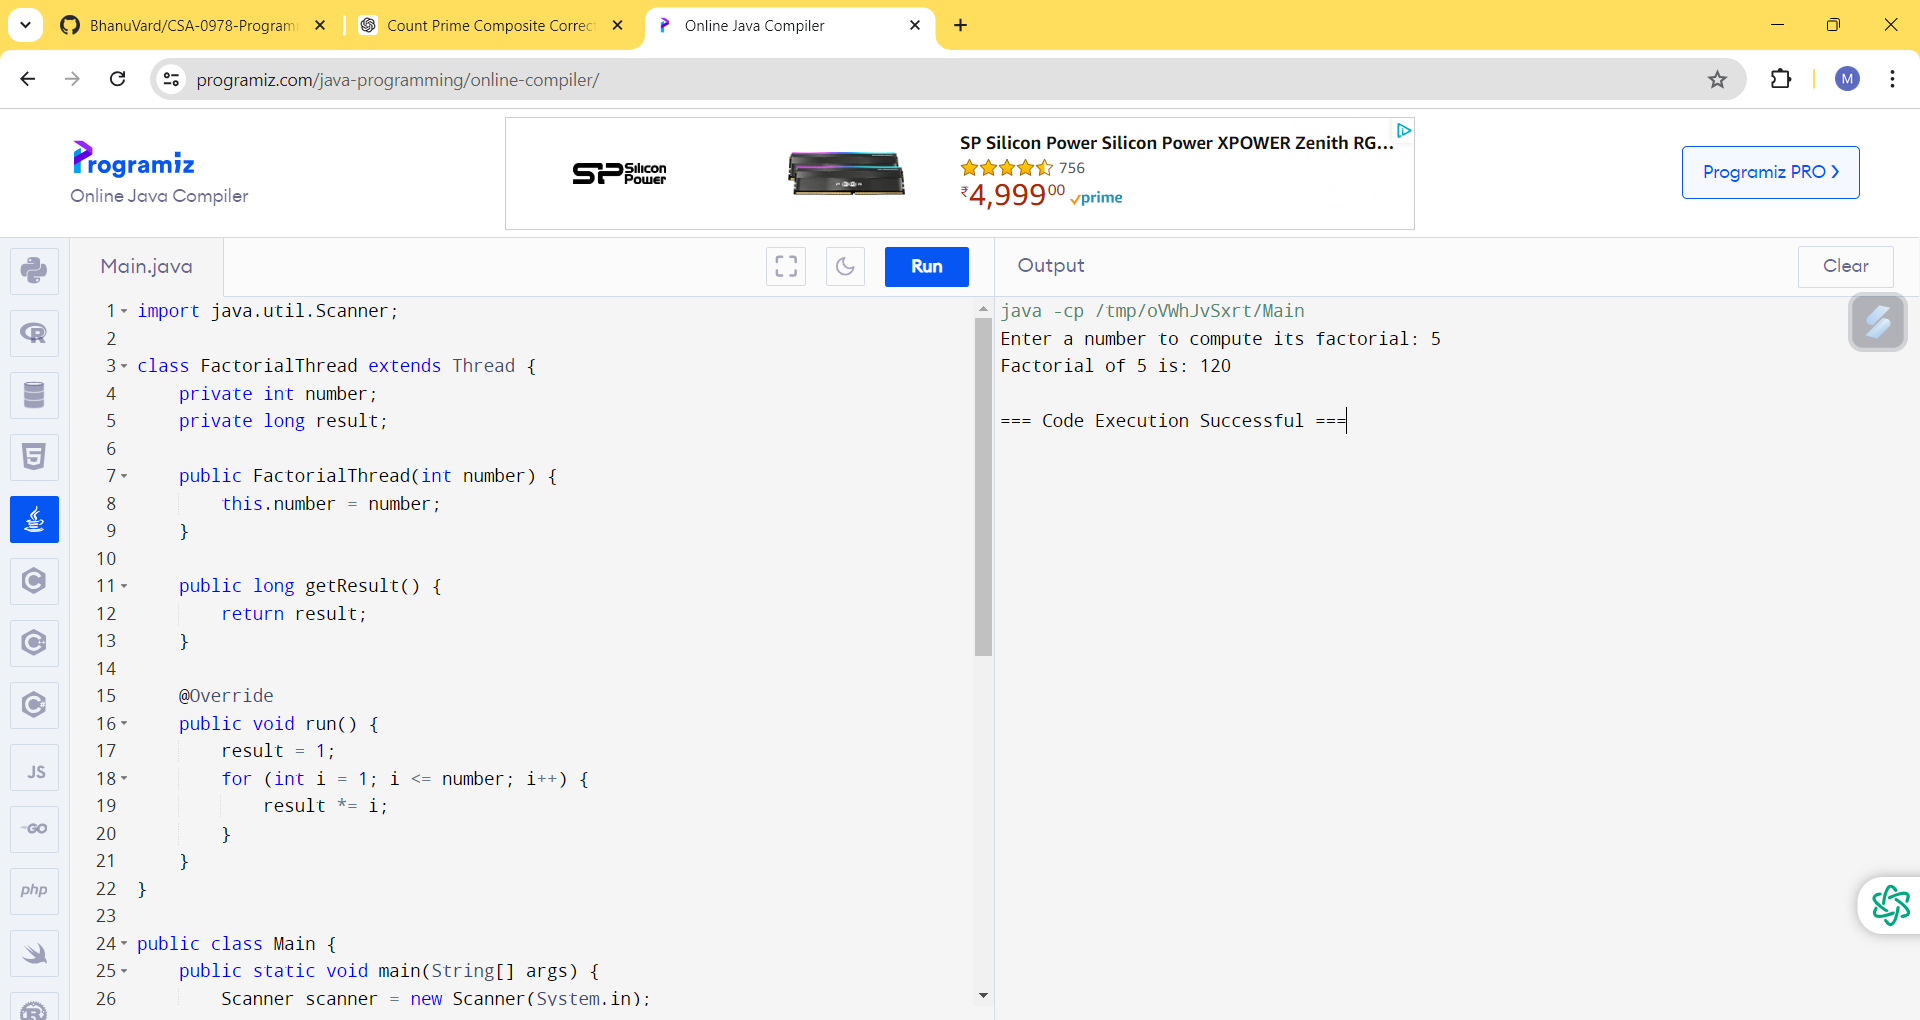 BhanuVard/CSA-0978-Programm
Count Prime Composite Correct
Online Java Compiler
programiz.com/java-programming/online-compiler/
M
Programiz
Online Java Compiler
SP Silicon Power
SP Silicon Power Silicon Power XPOWER Zenith RG...
756
₹4,99900 prime
Programiz PRO
Main.java
Run
Output
Clear
1 import java.util.Scanner;
2
3 class FactorialThread extends Thread {
4 private int number;
5 private long result;
6
7 public FactorialThread(int number) {
8 this.number = number;
9 }
10
11 public long getResult() {
12 return result;
13 }
14
15 @Override
16 public void run() {
17 result = 1;
18 for (int i = 1; i <= number; i++) {
19 result *= i;
20 }
21 }
22 }
23
24 public class Main {
25 public static void main(String[] args) {
26 Scanner scanner = new Scanner(System.in);
java -cp /tmp/oVWhJvSxrt/Main
Enter a number to compute its factorial: 5
Factorial of 5 is: 120
=== Code Execution Successful ===
JS
GO
php